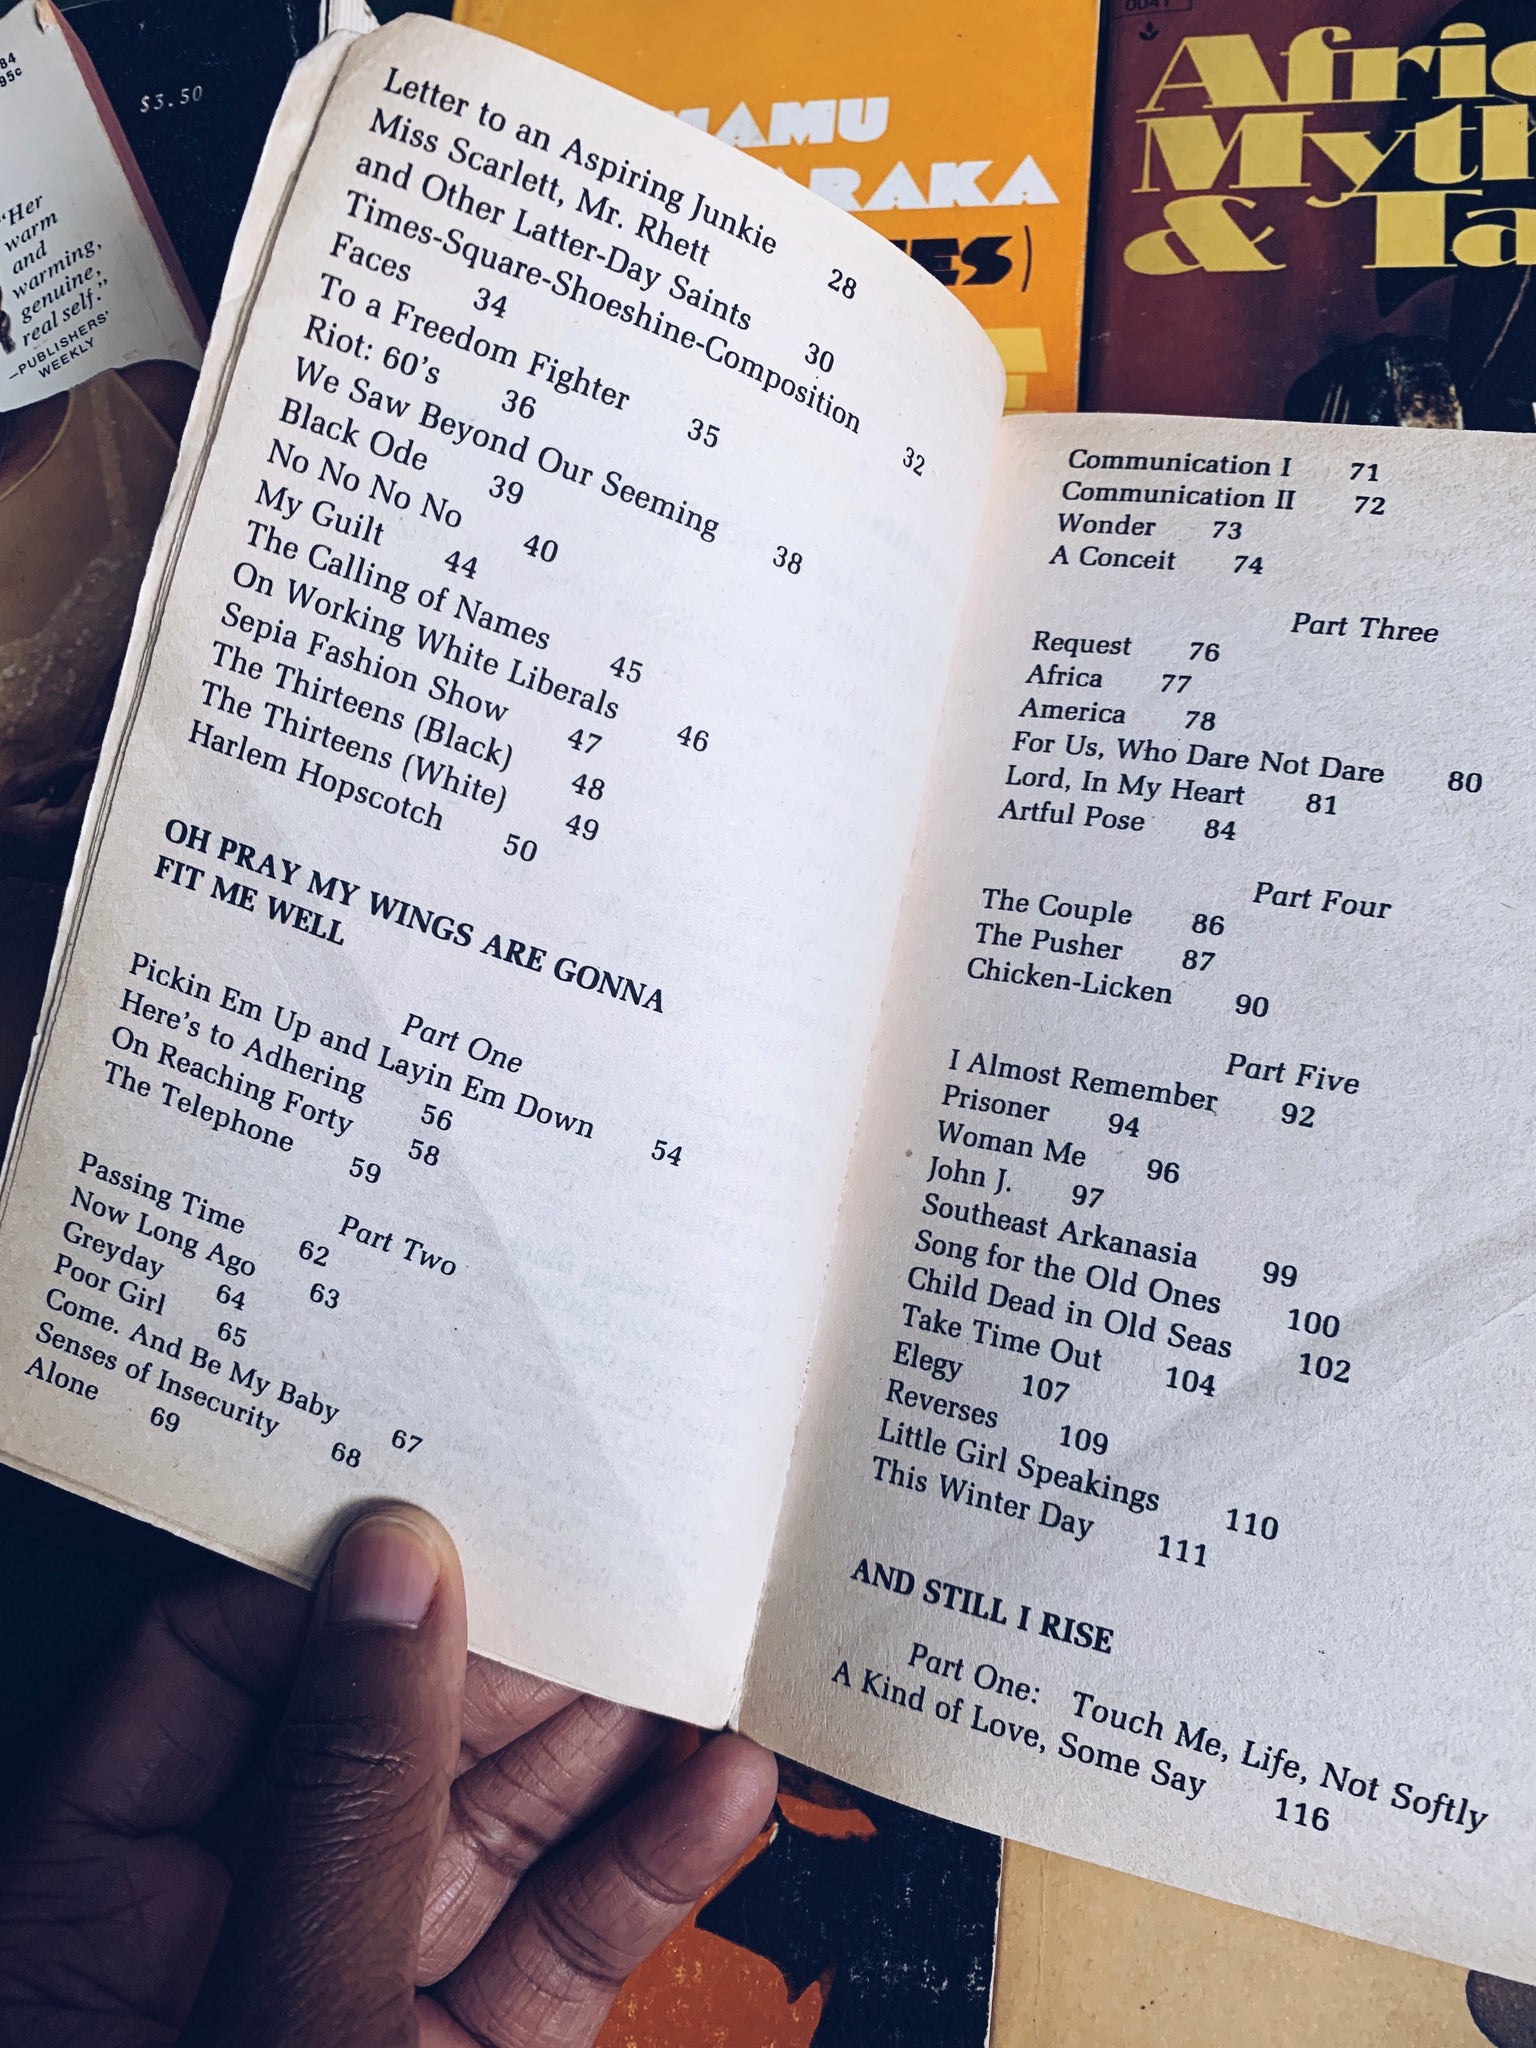 84
95c
$3.50
"Her
warm
and
warming,
genuine,
real self."
—PUBLISHERS'
WEEKLY
MAMU
ARAKA
ES)
0041
Afric
Myth
& Ta
Letter to an Aspiring Junkie 28
Miss Scarlett, Mr. Rhett
and Other Latter-Day Saints 30
Times-Square-Shoeshine-Composition 32
Faces 34
To a Freedom Fighter 35
Riot: 60's 36
We Saw Beyond Our Seeming 38
Black Ode 39
No No No No 40
My Guilt 44
The Calling of Names 45
On Working White Liberals 46
Sepia Fashion Show 47
The Thirteens (Black) 48
The Thirteens (White) 49
Harlem Hopscotch 50
OH PRAY MY WINGS ARE GONNA
FIT ME WELL
Part One
Pickin Em Up and Layin Em Down 54
Here's to Adhering 56
On Reaching Forty 58
The Telephone 59
Part Two
Passing Time 62
Now Long Ago 63
Greyday 64
Poor Girl 65
Come. And Be My Baby 67
Senses of Insecurity 68
Alone 69
Communication I 71
Communication II 72
Wonder 73
A Conceit 74
Part Three
Request 76
Africa 77
America 78
For Us, Who Dare Not Dare 80
Lord, In My Heart 81
Artful Pose 84
Part Four
The Couple 86
The Pusher 87
Chicken-Licken 90
Part Five
I Almost Remember 92
Prisoner 94
Woman Me 96
John J. 97
Southeast Arkanasia 99
Song for the Old Ones 100
Child Dead in Old Seas 102
Take Time Out 104
Elegy 107
Reverses 109
Little Girl Speakings 110
This Winter Day 111
AND STILL I RISE
Part One: Touch Me, Life, Not Softly
A Kind of Love, Some Say 116